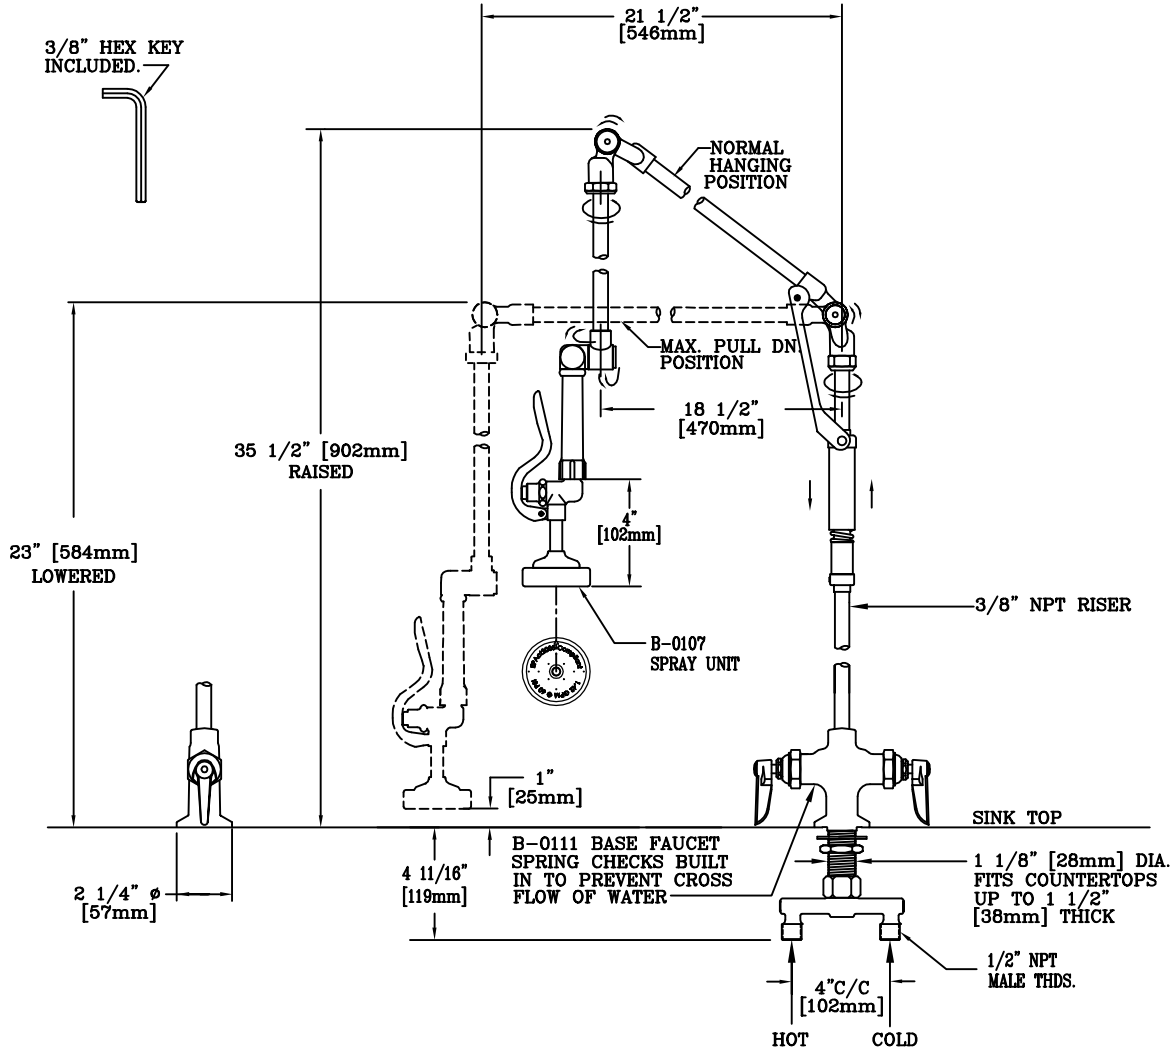 21 1/2"
[546mm]
3/8" HEX KEY
INCLUDED.
NORMAL
HANGING
POSITION
MAX. PULL DN.
POSITION
18 1/2"
[470mm]
35 1/2" [902mm]
RAISED
4"
[102mm]
23" [584mm]
LOWERED
3/8" NPT RISER
B-0107
SPRAY UNIT
1"
[25mm]
SINK TOP
B-0111 BASE FAUCET
SPRING CHECKS BUILT
IN TO PREVENT CROSS
FLOW OF WATER
4 11/16"
[119mm]
1 1/8" [28mm] DIA.
FITS COUNTERTOPS
UP TO 1 1/2"
[38mm] THICK
2 1/4" ø
[57mm]
1/2" NPT
MALE THDS.
4"C/C
[102mm]
HOT
COLD